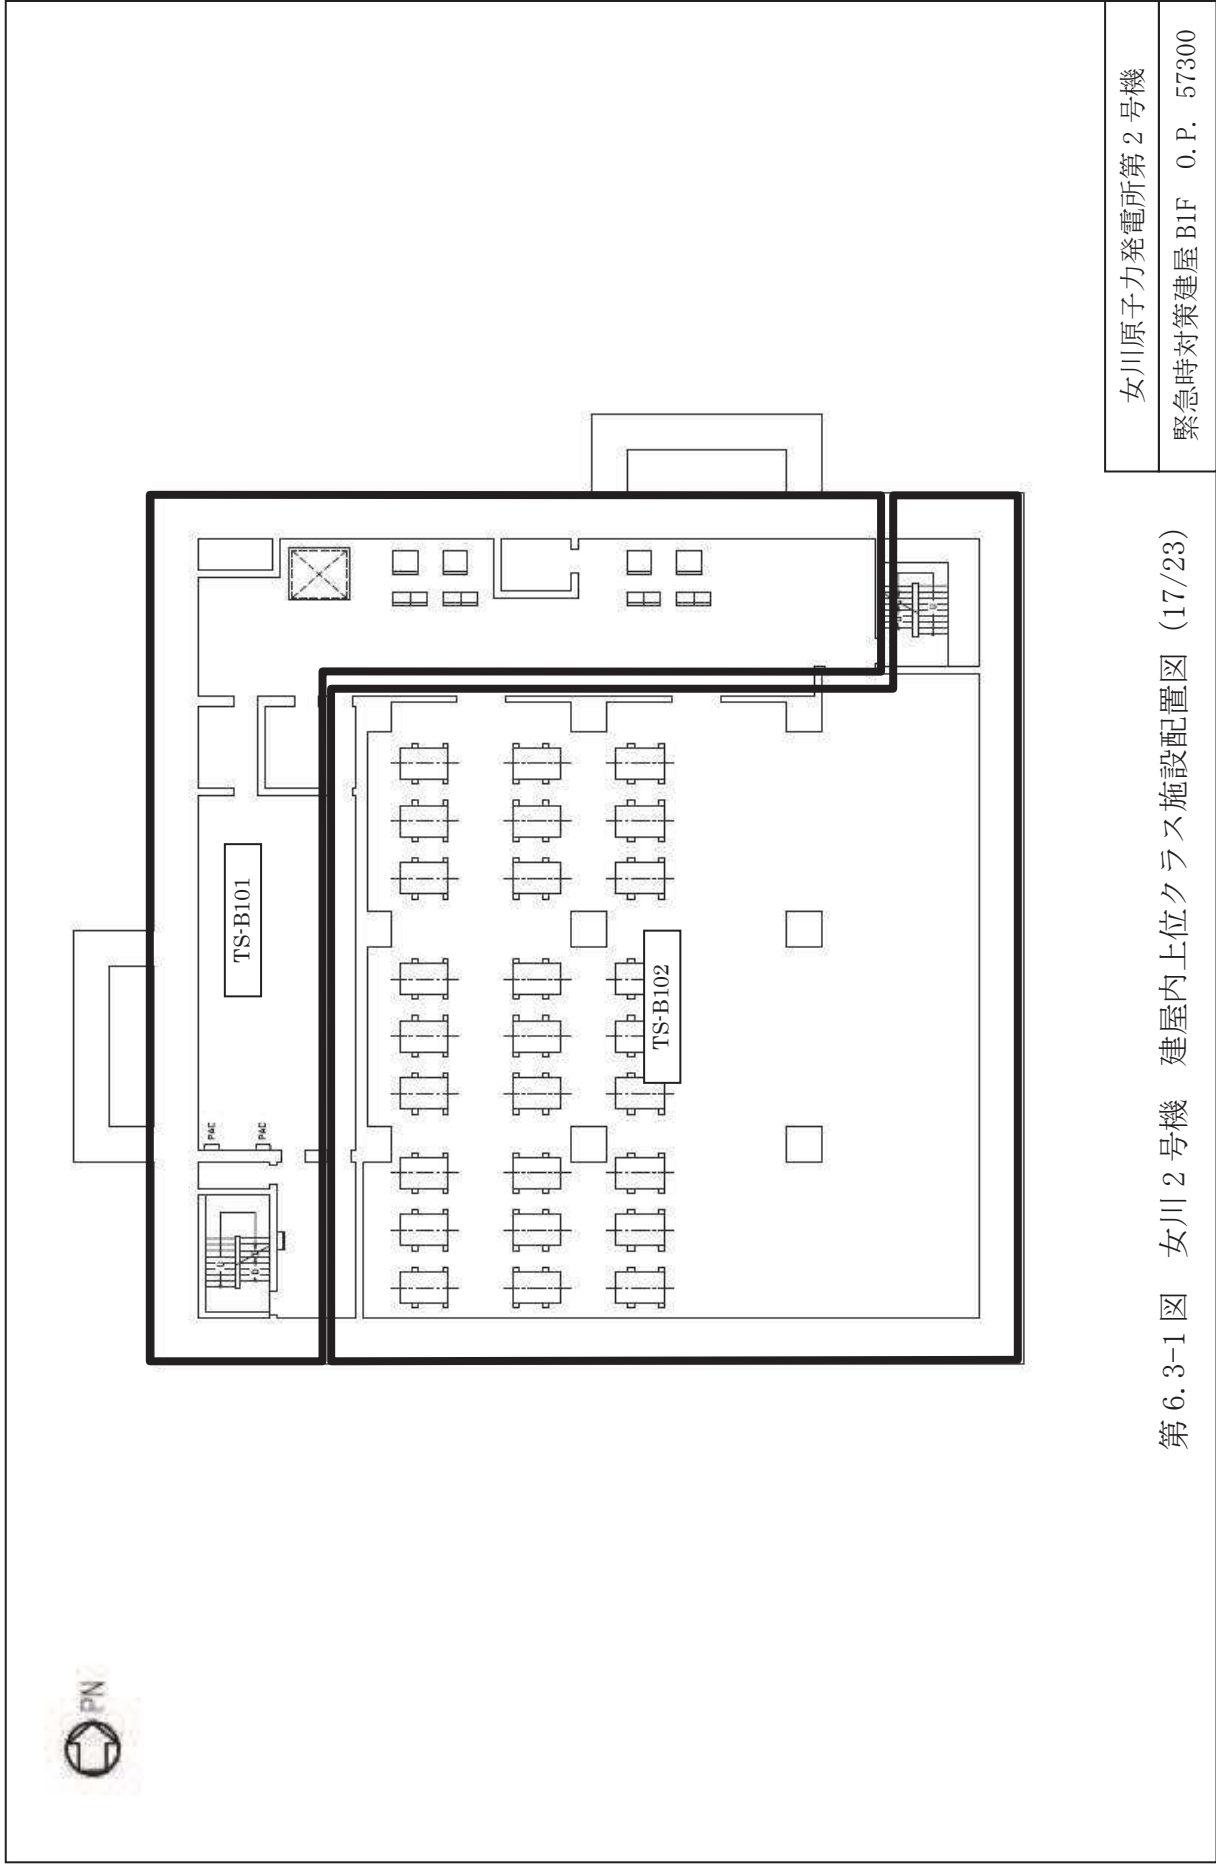 PN
PAC
PAC
TS-B101
TS-B102
女川原子力発電所第２号機
緊急時対策建屋 B1F　O.P. 57300
第 6.3-1 図　女川２号機　建屋内上位クラス施設配置図（17/23）